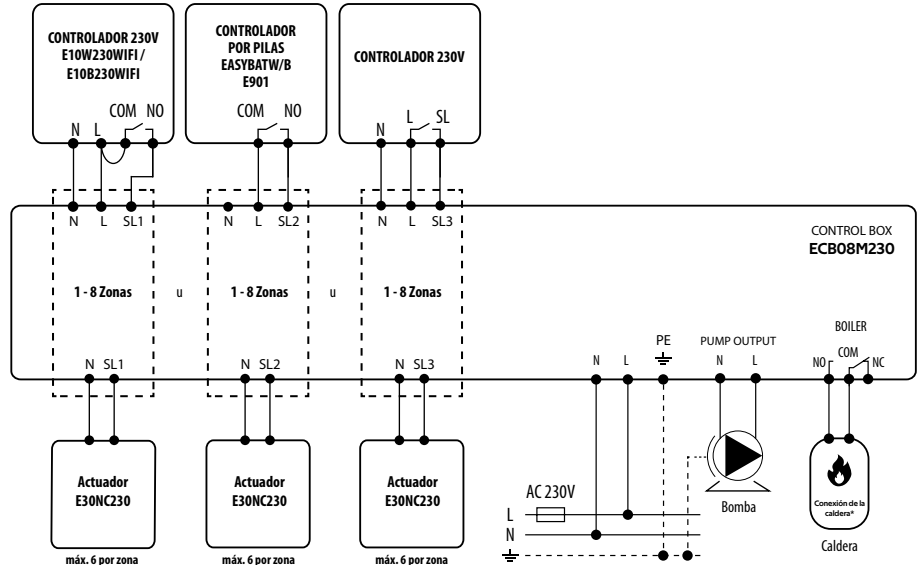 CONTROLADOR 230V
E10W230WIFI /
E10B230WIFI
COM NO
N L
CONTROLADOR
POR PILAS
EASYBATW/B
E901
COM NO
CONTROLADOR 230V
L SL
N
N L SL1
N L SL2
N L SL3
CONTROL BOX
ECB08M230
1 - 8 Zonas
u
1 - 8 Zonas
u
1 - 8 Zonas
N SL1
N SL2
N SL3
N L
PE
PUMP OUTPUT
N L
BOILER
COM
NO NC
Actuador
E30NC230
máx. 6 por zona
Actuador
E30NC230
máx. 6 por zona
Actuador
E30NC230
máx. 6 por zona
AC 230V
L
N
Bomba
Conexión de la
caldera*
Caldera